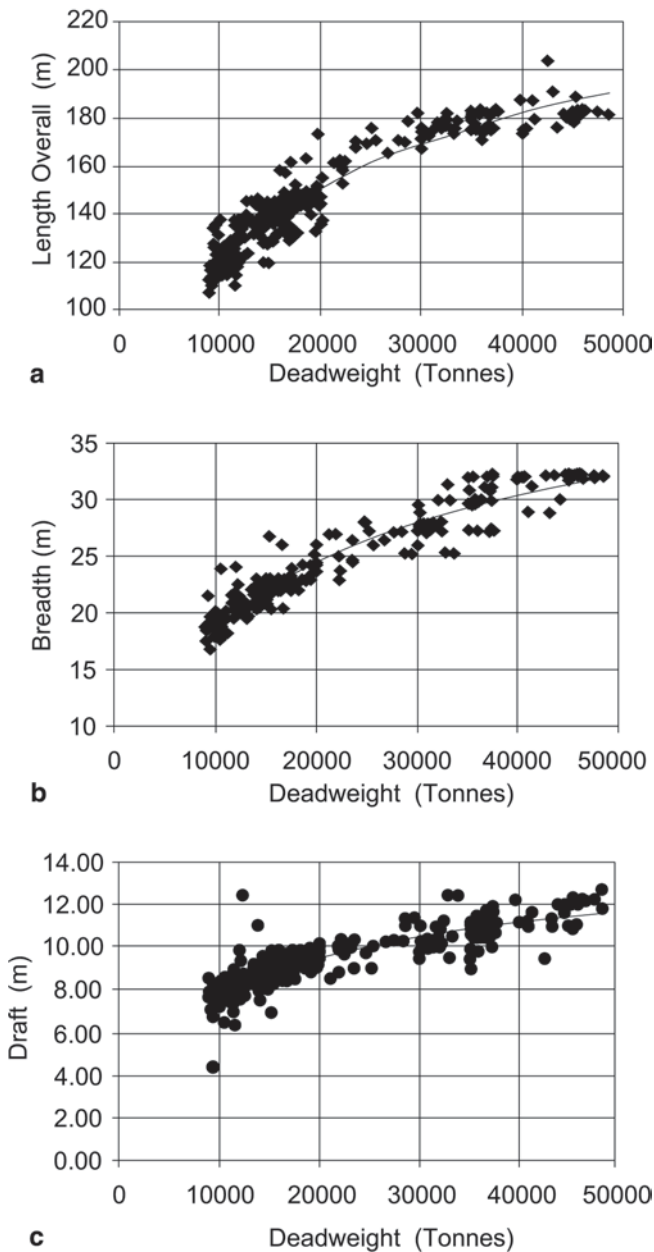 Length Overall (m)
220
200
180
160
140
120
100
0 10000 20000 30000 40000 50000
a Deadweight (Tonnes)
Breadth (m)
35
30
25
20
15
10
0 10000 20000 30000 40000 50000
b Deadweight (Tonnes)
Draft (m)
14.00
12.00
10.00
8.00
6.00
4.00
2.00
0.00
0 10000 20000 30000 40000 50000
c Deadweight (Tonnes)